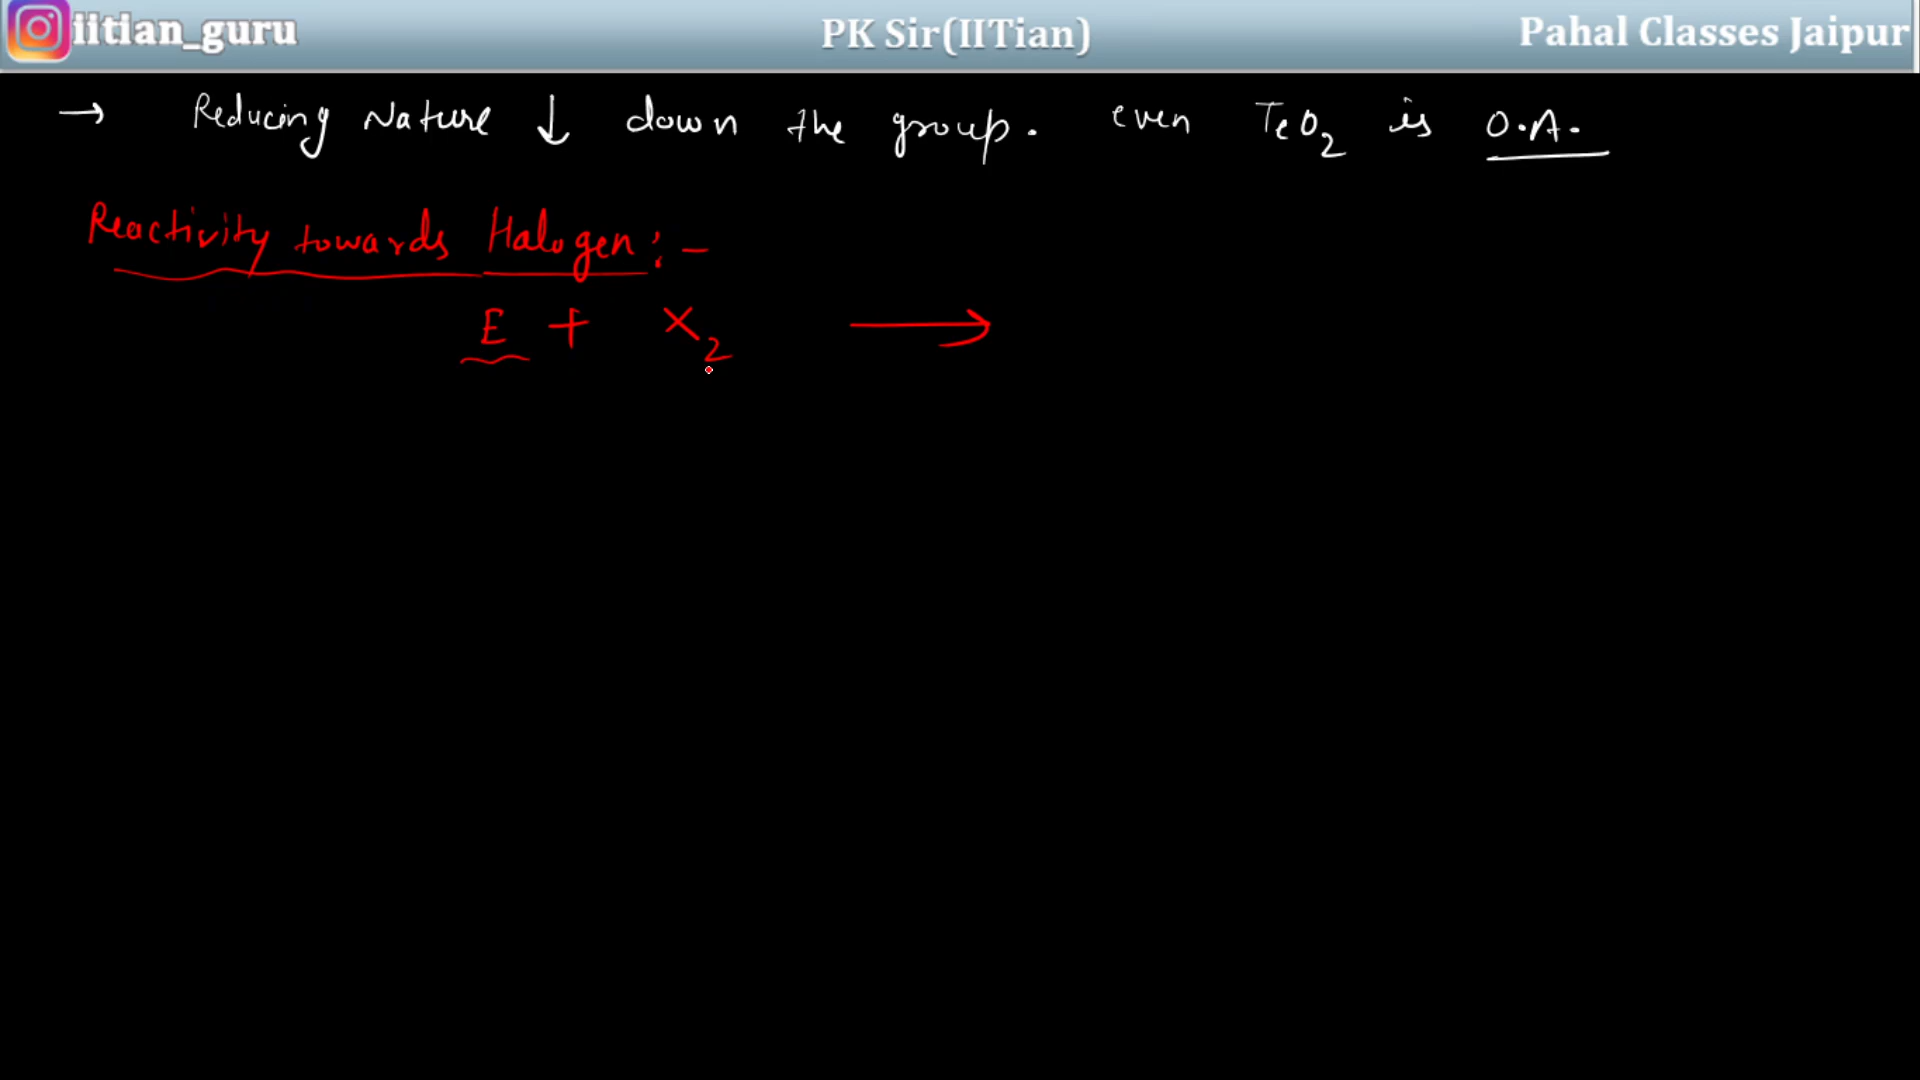 iitian_guru PK Sir(IITian) Pahal Classes Jaipur
→ Reducing Nature ↓ down the group. even TeO₂ is O.A.
Reactivity towards Halogen :-
E + X₂ ⟶